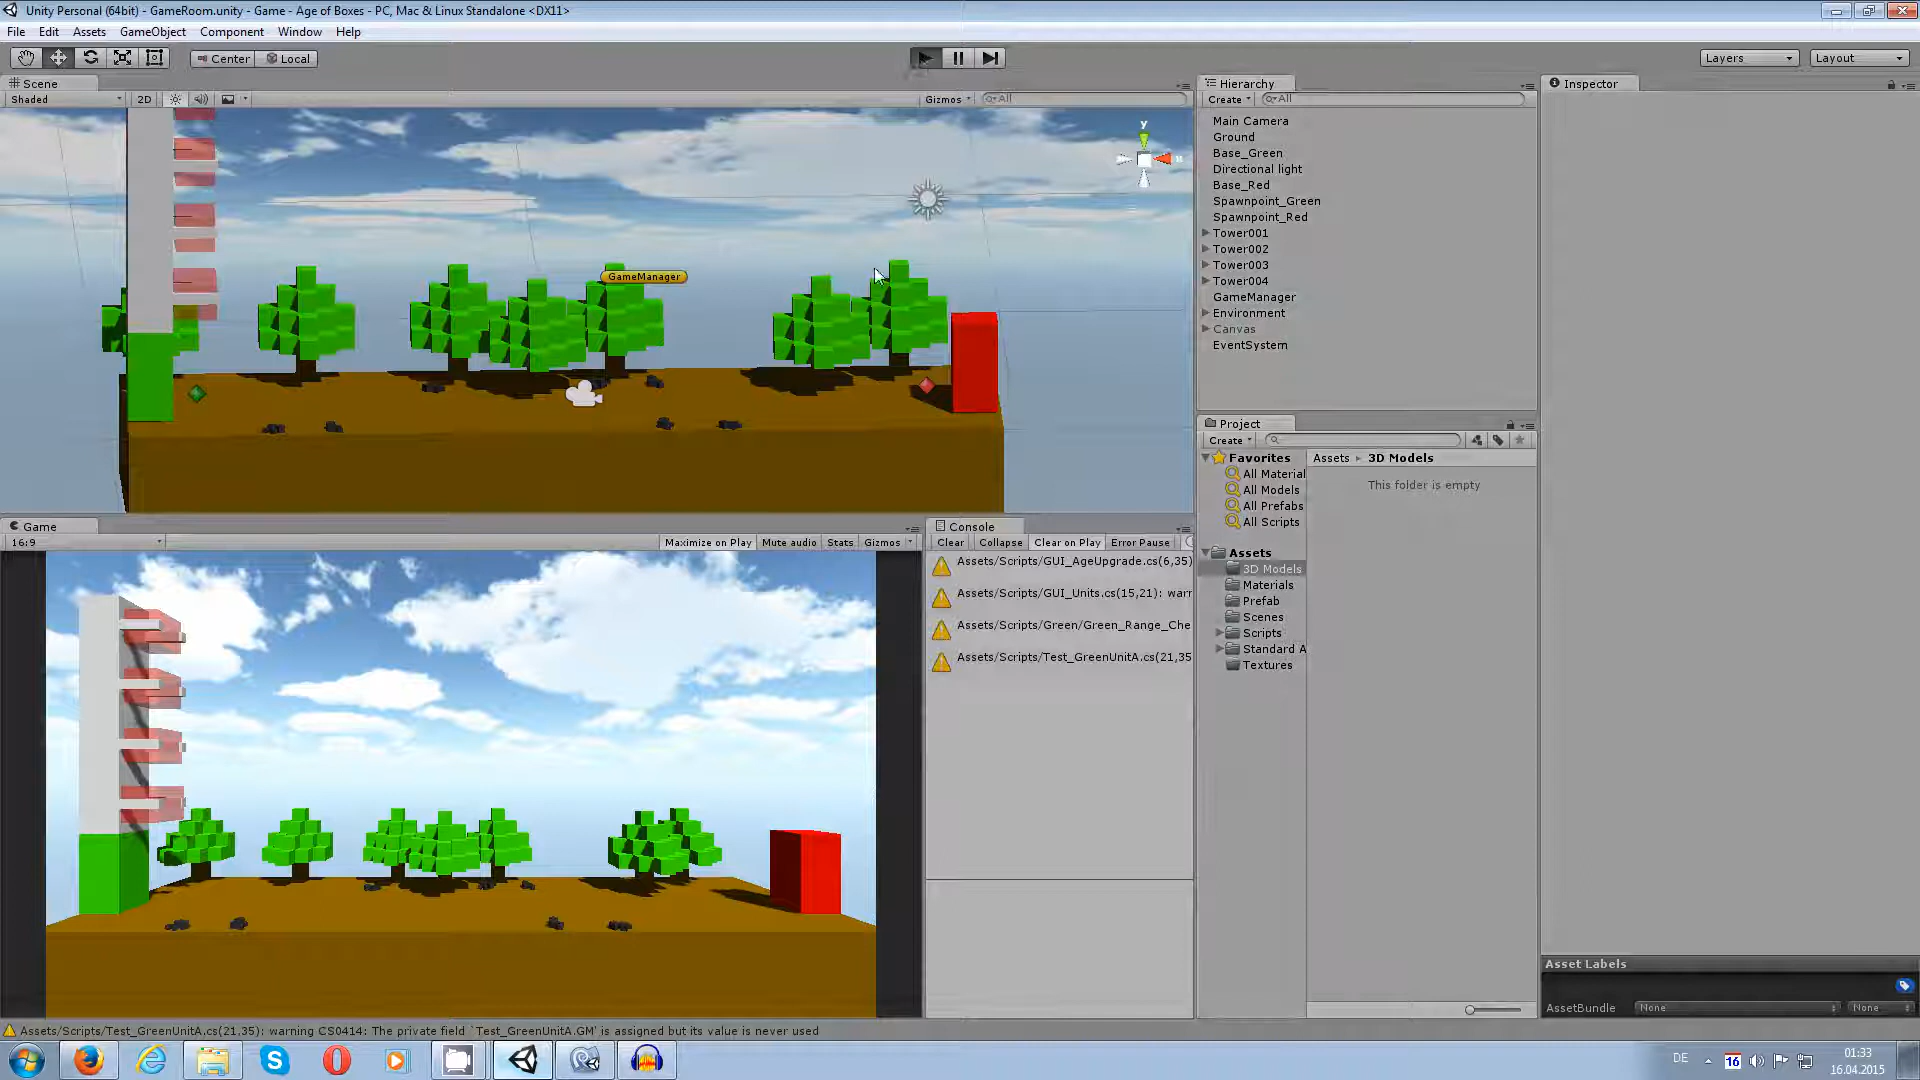 Unity Personal (64bit) - GameRoom.unity - Game - Age of Boxes - PC, Mac & Linux Standalone <DX11>
File Edit Assets GameObject Component Window Help
Center Local Layers Layout
Scene
Shaded 2D Gizmos All
y
GameManager
Game
16:9 Maximize on Play Mute audio Stats Gizmos
Console
Clear Collapse Clear on Play Error Pause
Assets/Scripts/GUI_AgeUpgrade.cs(6,35)
Assets/Scripts/GUI_Units.cs(15,21): warr
Assets/Scripts/Green/Green_Range_Che
Assets/Scripts/Test_GreenUnitA.cs(21,35
Hierarchy
Create All
Main Camera
Ground
Base_Green
Directional light
Base_Red
Spawnpoint_Green
Spawnpoint_Red
Tower001
Tower002
Tower003
Tower004
GameManager
Environment
Canvas
EventSystem
Project
Create
Favorites
All Material
All Models
All Prefabs
All Scripts
Assets
3D Models
Materials
Prefab
Scenes
Scripts
Standard A
Textures
Assets 3D Models
This folder is empty
Inspector
Asset Labels
AssetBundle None None
Assets/Scripts/Test_GreenUnitA.cs(21,35): warning CS0414: The private field `Test_GreenUnitA.GM' is assigned but its value is never used
DE 16 01:33
16.04.2015